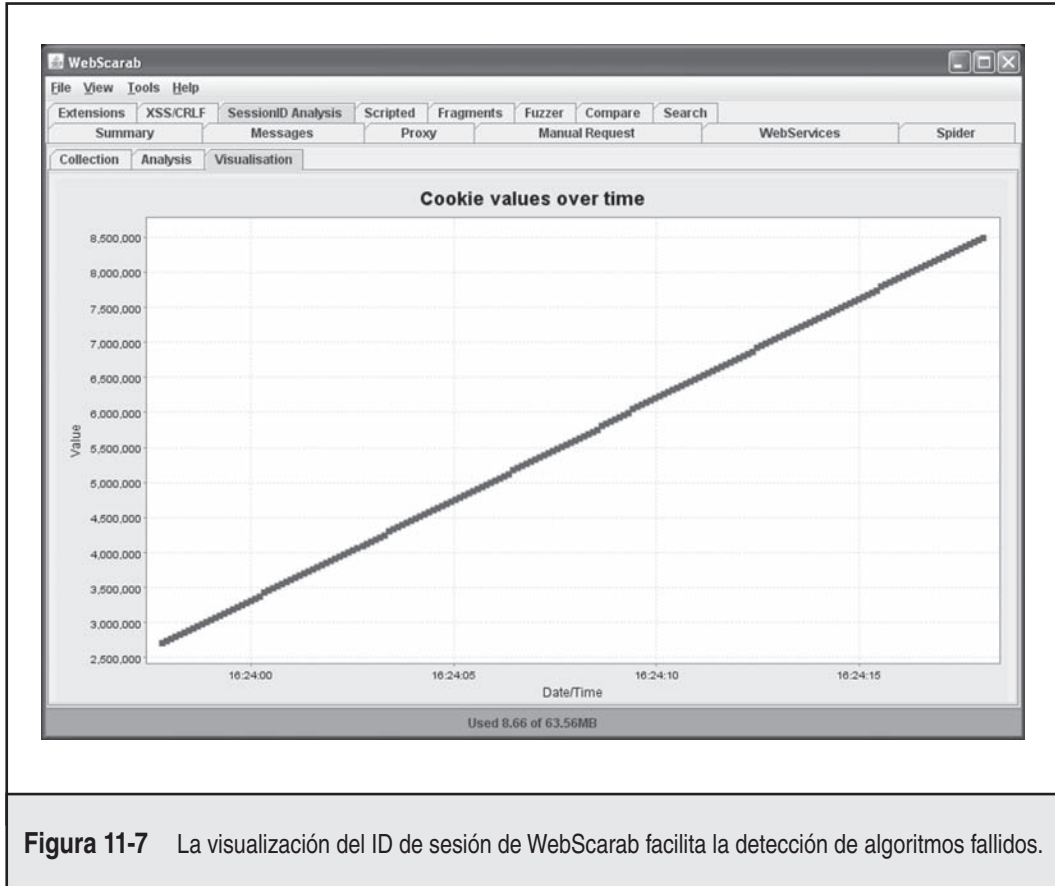 WebScarab
File View Tools Help
Extensions XSS/CRLF SessionID Analysis Scripted Fragments Fuzzer Compare Search
Summary Messages Proxy Manual Request WebServices Spider
Collection Analysis Visualisation
Cookie values over time
8,500,000
8,000,000
7,500,000
7,000,000
6,500,000
6,000,000
5,500,000
5,000,000
4,500,000
4,000,000
3,500,000
3,000,000
2,500,000
Value
16:24:00 16:24:05 16:24:10 16:24:15
Date/Time
Used 8.66 of 63.56MB
Figura 11-7 La visualización del ID de sesión de WebScarab facilita la detección de algoritmos fallidos.